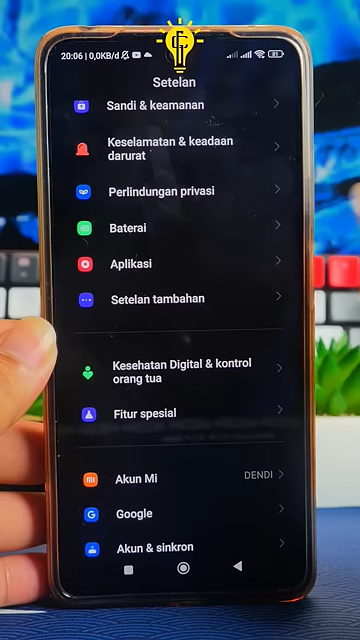 20:06 | 0,0KB/d
81
Setelan
Sandi & keamanan
Keselamatan & keadaan
darurat
Perlindungan privasi
Baterai
Aplikasi
Setelan tambahan
Kesehatan Digital & kontrol
orang tua
Fitur spesial
Akun Mi
DENDI
Google
Akun & sinkron